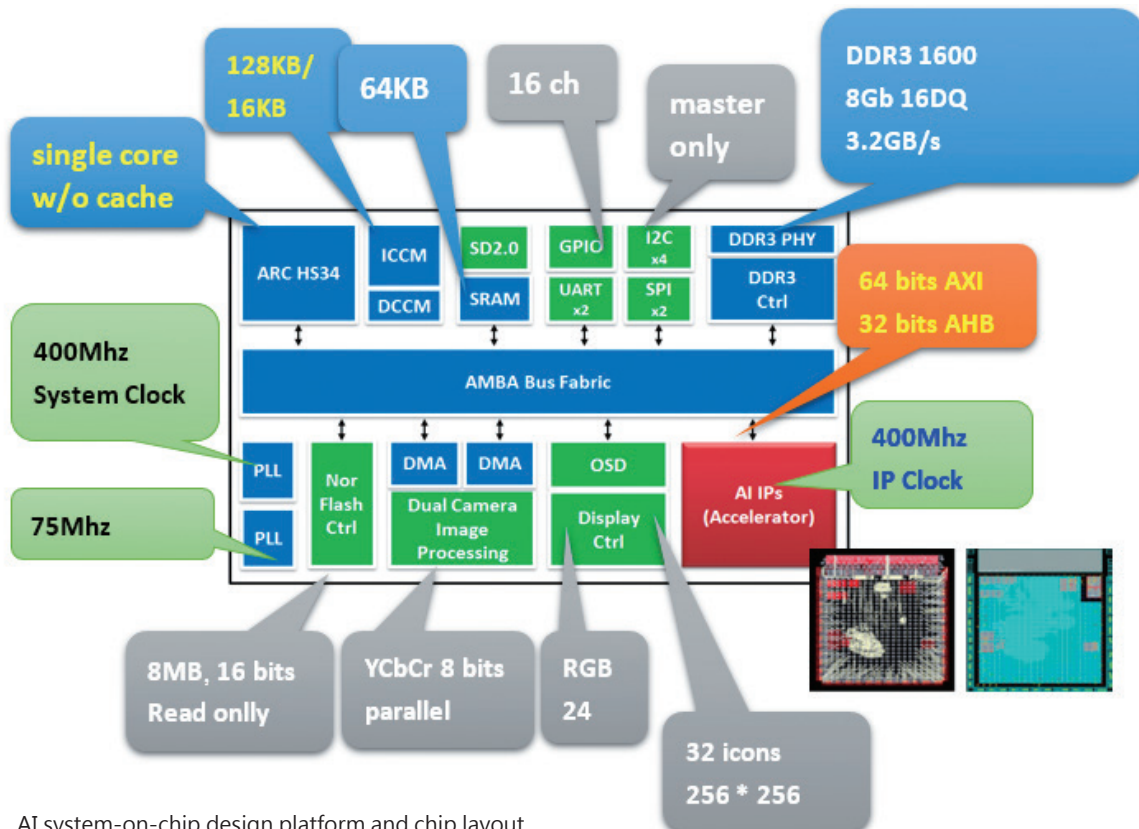 128KB/
16KB
64KB
16 ch
master
only
DDR3 1600
8Gb 16DQ
3.2GB/s
single core
w/o cache
ARC HS34
ICCM
DCCM
SD2.0
SRAM
GPIO
UART
x2
I2C
x4
SPI
x2
DDR3 PHY
DDR3
Ctrl
64 bits AXI
32 bits AHB
400Mhz
System Clock
AMBA Bus Fabric
400Mhz
IP Clock
PLL
PLL
75Mhz
Nor
Flash
Ctrl
DMA
DMA
Dual Camera
Image
Processing
OSD
Display
Ctrl
AI IPs
(Accelerator)
8MB, 16 bits
Read onlly
YCbCr 8 bits
parallel
RGB
24
32 icons
256 * 256
AI system-on-chip design platform and chip layout